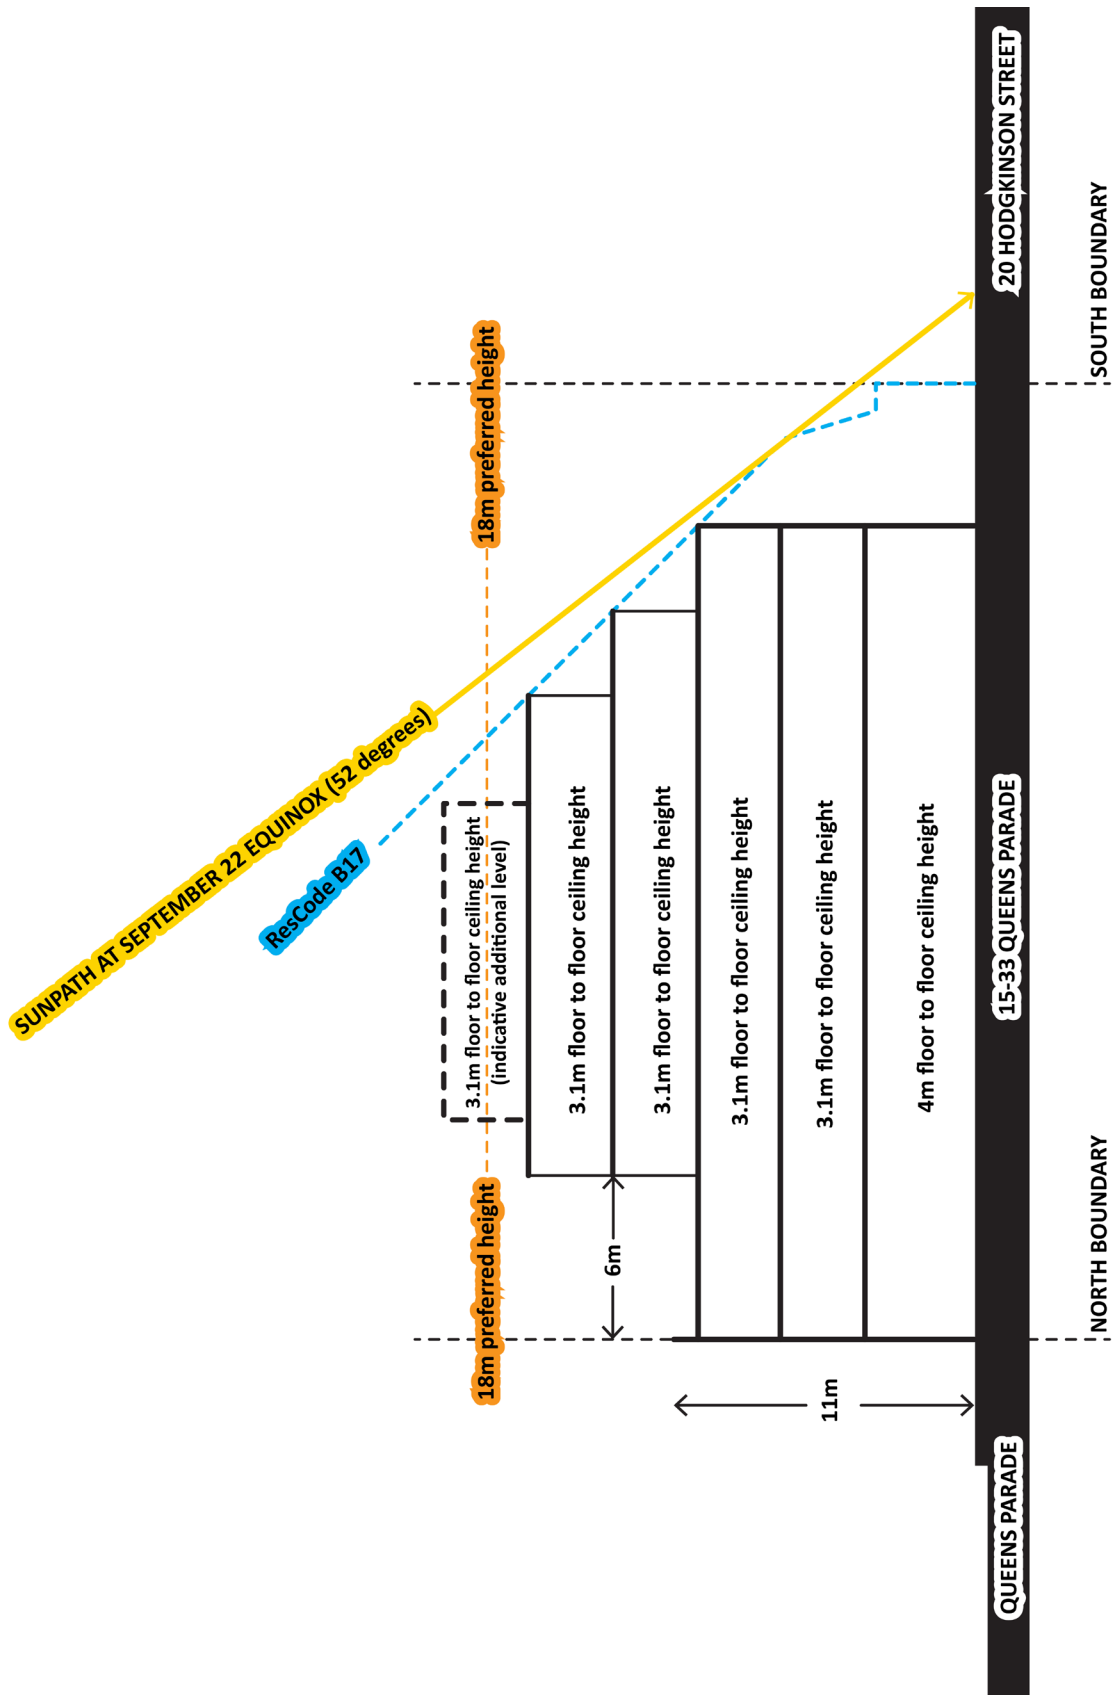 SUNPATH AT SEPTEMBER 22 EQUINOX (52 degrees)
ResCode B17
18m preferred height
18m preferred height
3.1m floor to floor ceiling height
(indicative additional level)
3.1m floor to floor ceiling height
3.1m floor to floor ceiling height
6m
3.1m floor to floor ceiling height
3.1m floor to floor ceiling height
11m
4m floor to floor ceiling height
QUEENS PARADE
15-33 QUEENS PARADE
20 HODGKINSON STREET
NORTH BOUNDARY
SOUTH BOUNDARY